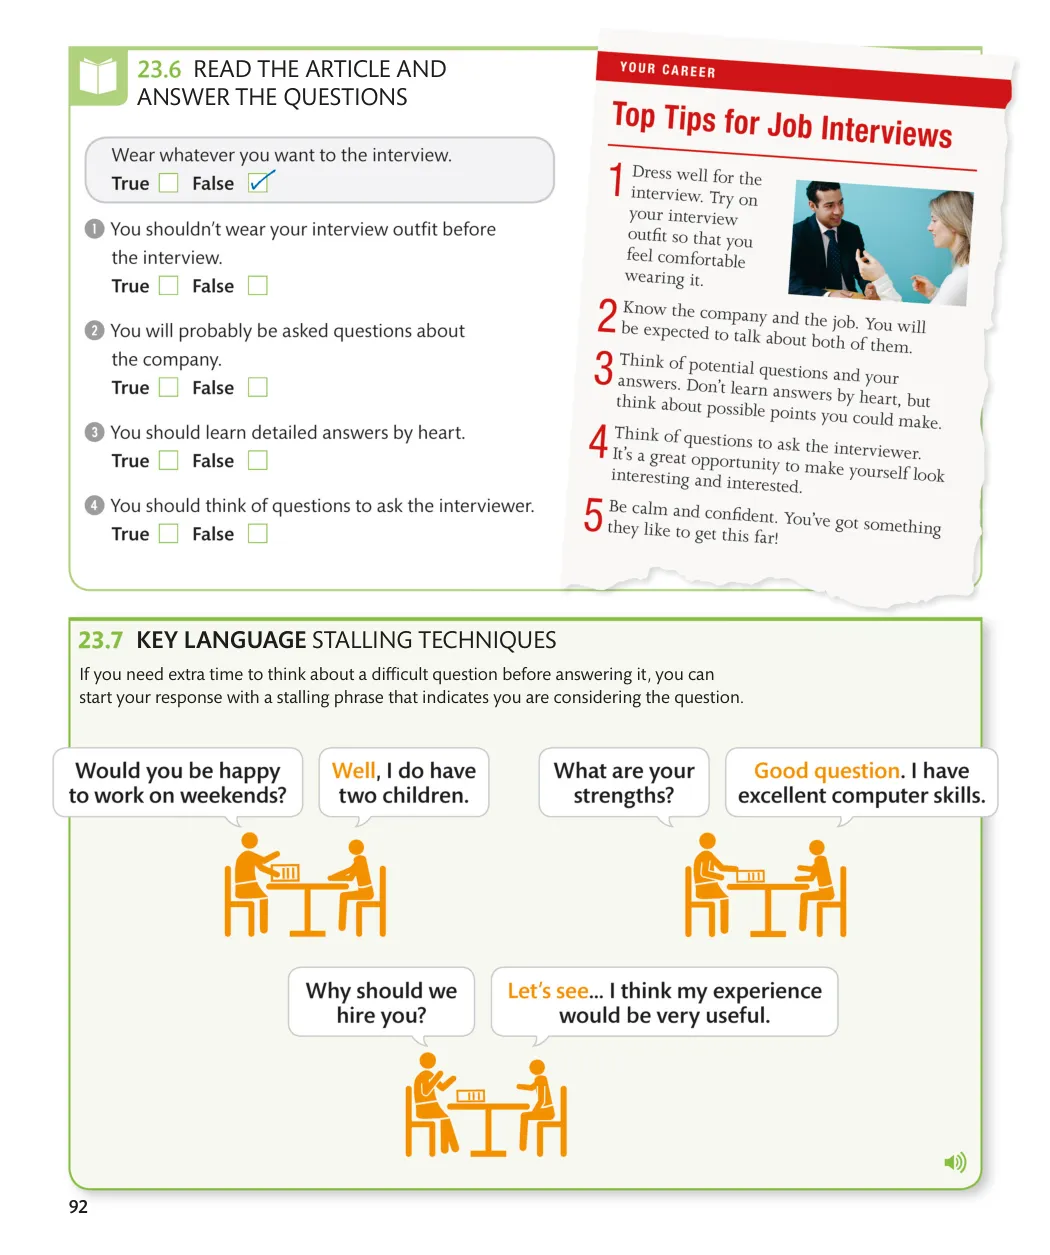 23.6 READ THE ARTICLE AND
ANSWER THE QUESTIONS
Wear whatever you want to the interview.
True False
1 You shouldn't wear your interview outfit before
the interview.
True False
2 You will probably be asked questions about
the company.
True False
3 You should learn detailed answers by heart.
True False
4 You should think of questions to ask the interviewer.
True False
YOUR CAREER
Top Tips for Job Interviews
1 Dress well for the
interview. Try on
your interview
outfit so that you
feel comfortable
wearing it.
2 Know the company and the job. You will
be expected to talk about both of them.
3 Think of potential questions and your
answers. Don't learn answers by heart, but
think about possible points you could make.
4 Think of questions to ask the interviewer.
It's a great opportunity to make yourself look
interesting and interested.
5 Be calm and confident. You've got something
they like to get this far!
23.7 KEY LANGUAGE STALLING TECHNIQUES
If you need extra time to think about a difficult question before answering it, you can
start your response with a stalling phrase that indicates you are considering the question.
Would you be happy
to work on weekends?
Well, I do have
two children.
What are your
strengths?
Good question. I have
excellent computer skills.
Why should we
hire you?
Let's see... I think my experience
would be very useful.
92